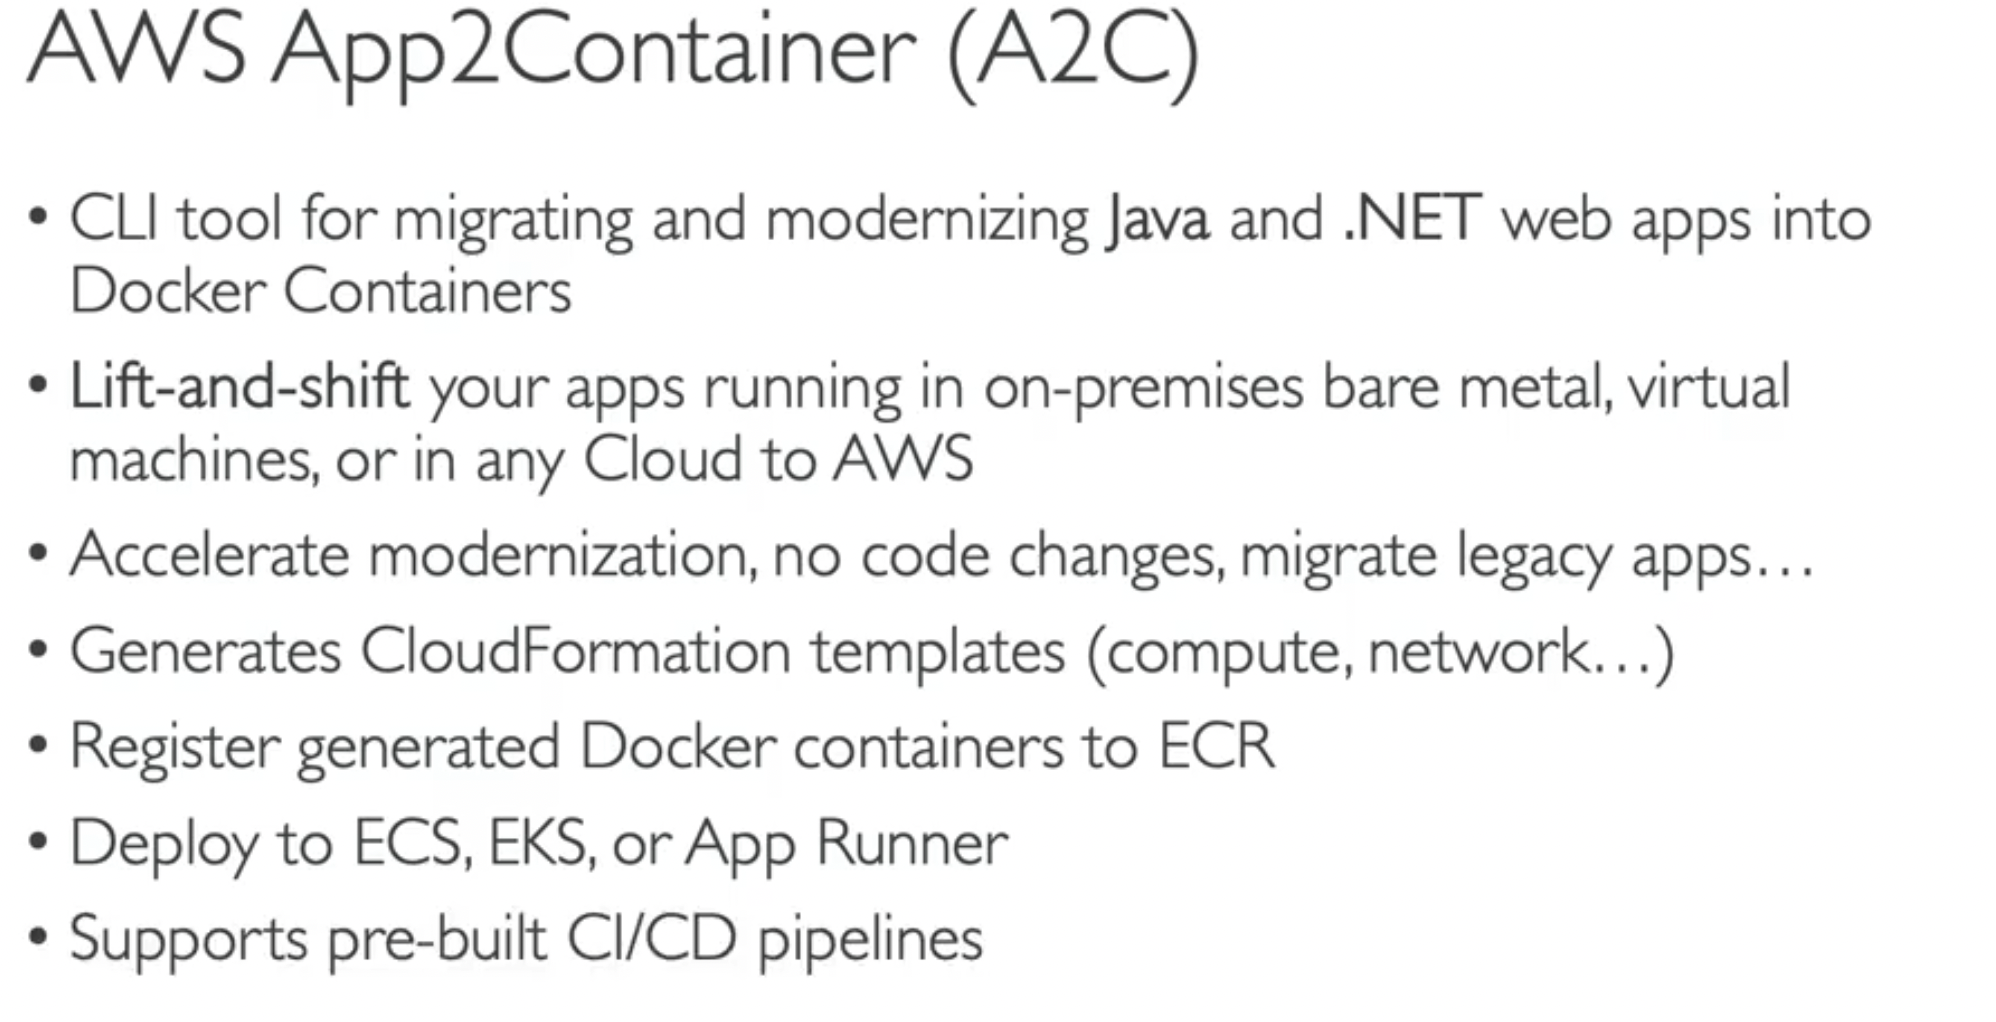 AWS App2Container (A2C)
• CLI tool for migrating and modernizing Java and .NET web apps into
Docker Containers
• Lift-and-shift your apps running in on-premises bare metal, virtual
machines, or in any Cloud to AWS
• Accelerate modernization, no code changes, migrate legacy apps…
• Generates CloudFormation templates (compute, network…)
• Register generated Docker containers to ECR
• Deploy to ECS, EKS, or App Runner
• Supports pre-built CI/CD pipelines